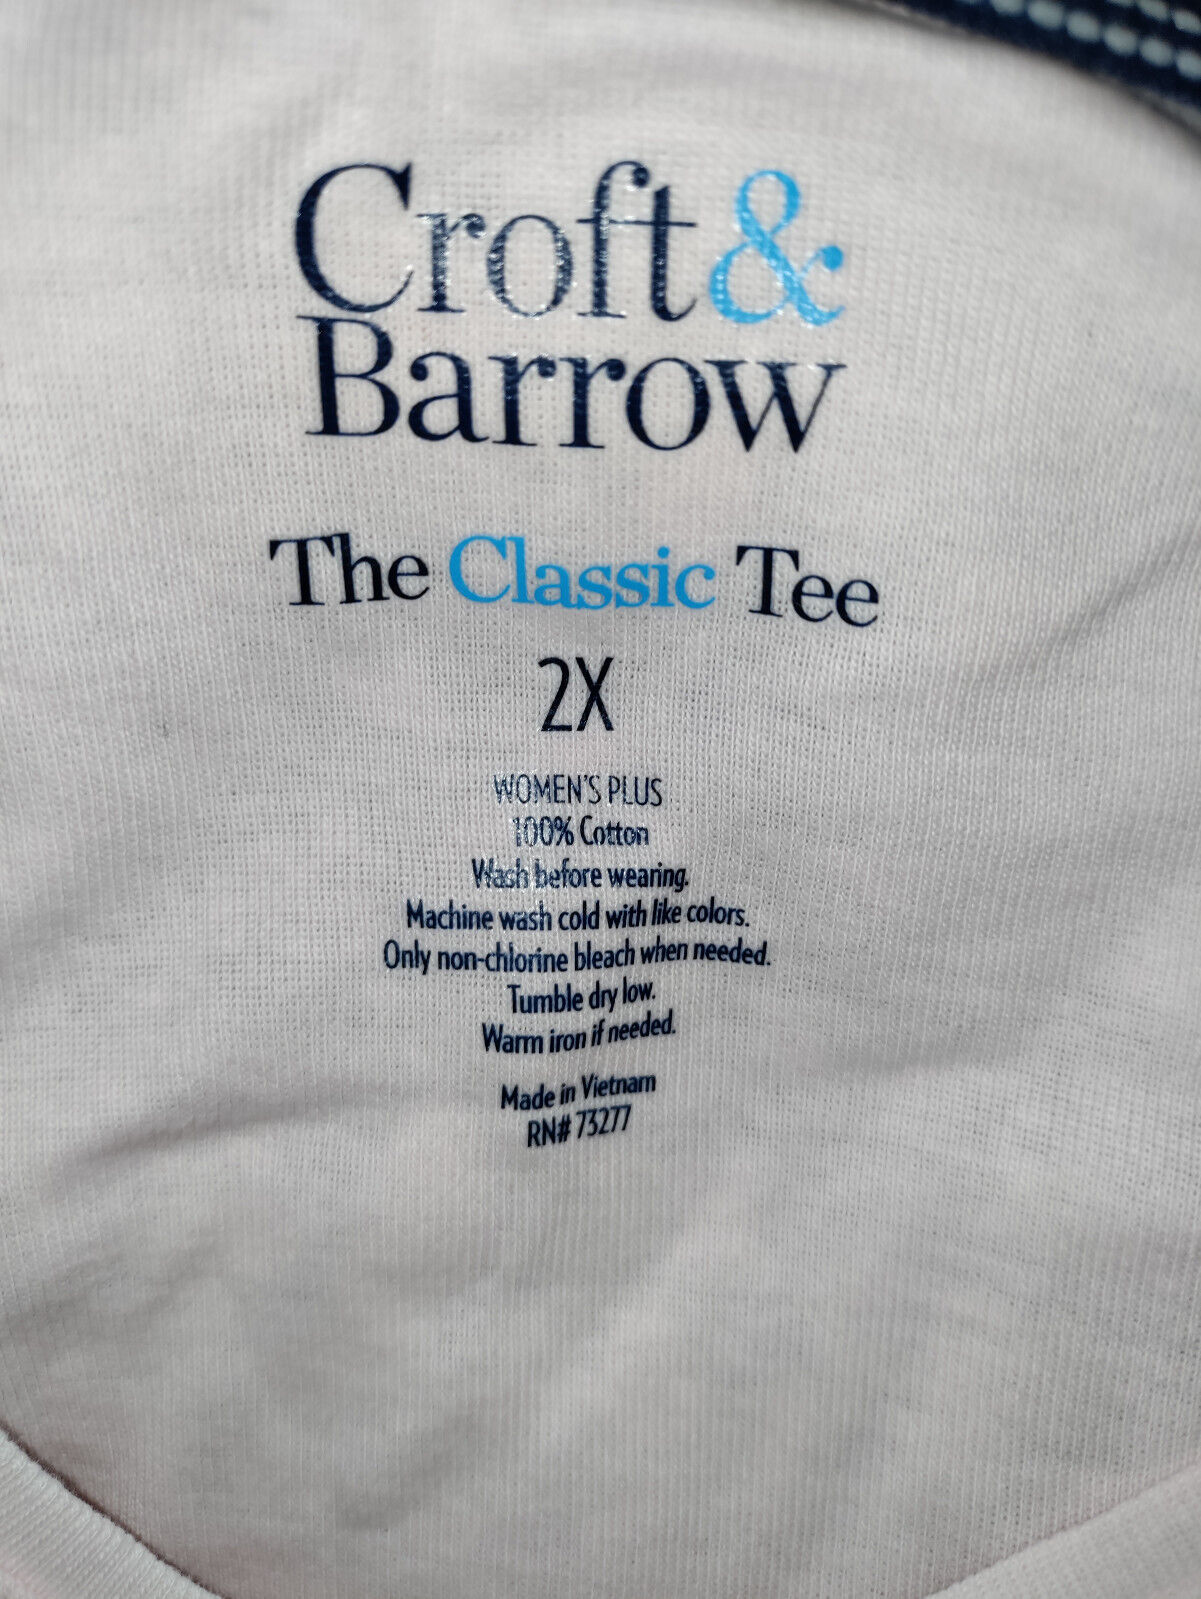 Croft &
Barrow
The Classic Tee
2X
WOMEN'S PLUS
100% Cotton
Wash before wearing.
Machine wash cold with like colors.
Only non-chlorine bleach when needed.
Tumble dry low.
Warm iron if needed.
Made in Vietnam
RN# 73277